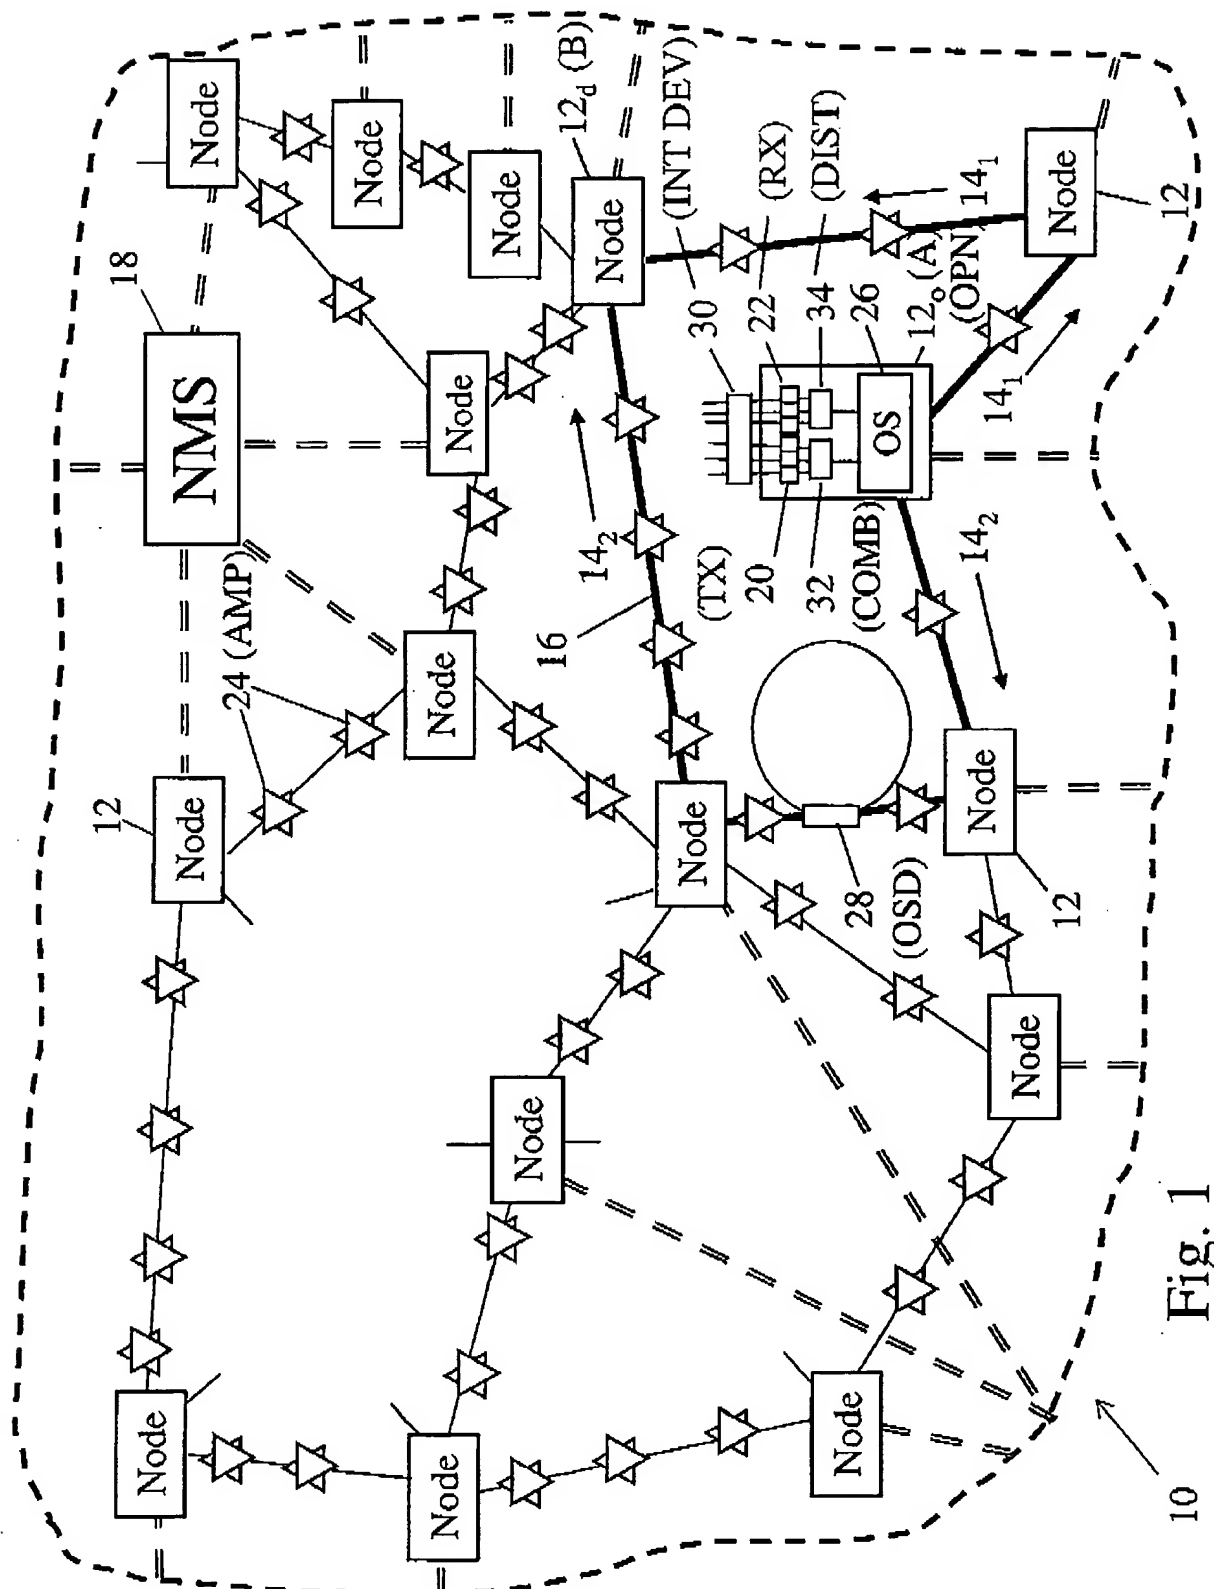 Node
Node
Node
12d (B)
Node
(INT DEV)
30
22 (RX)
34 (DIST)
26
12o (A)
(OPN)
OS
14₁
14₁
Node
12
18
NMS
Node
14₂
16
(TX)
20
32
(COMB)
14₂
24 (AMP)
Node
12
Node
Node
28
(OSD)
Node
12
Node
Node
Node
Node
Node
10
Fig. 1